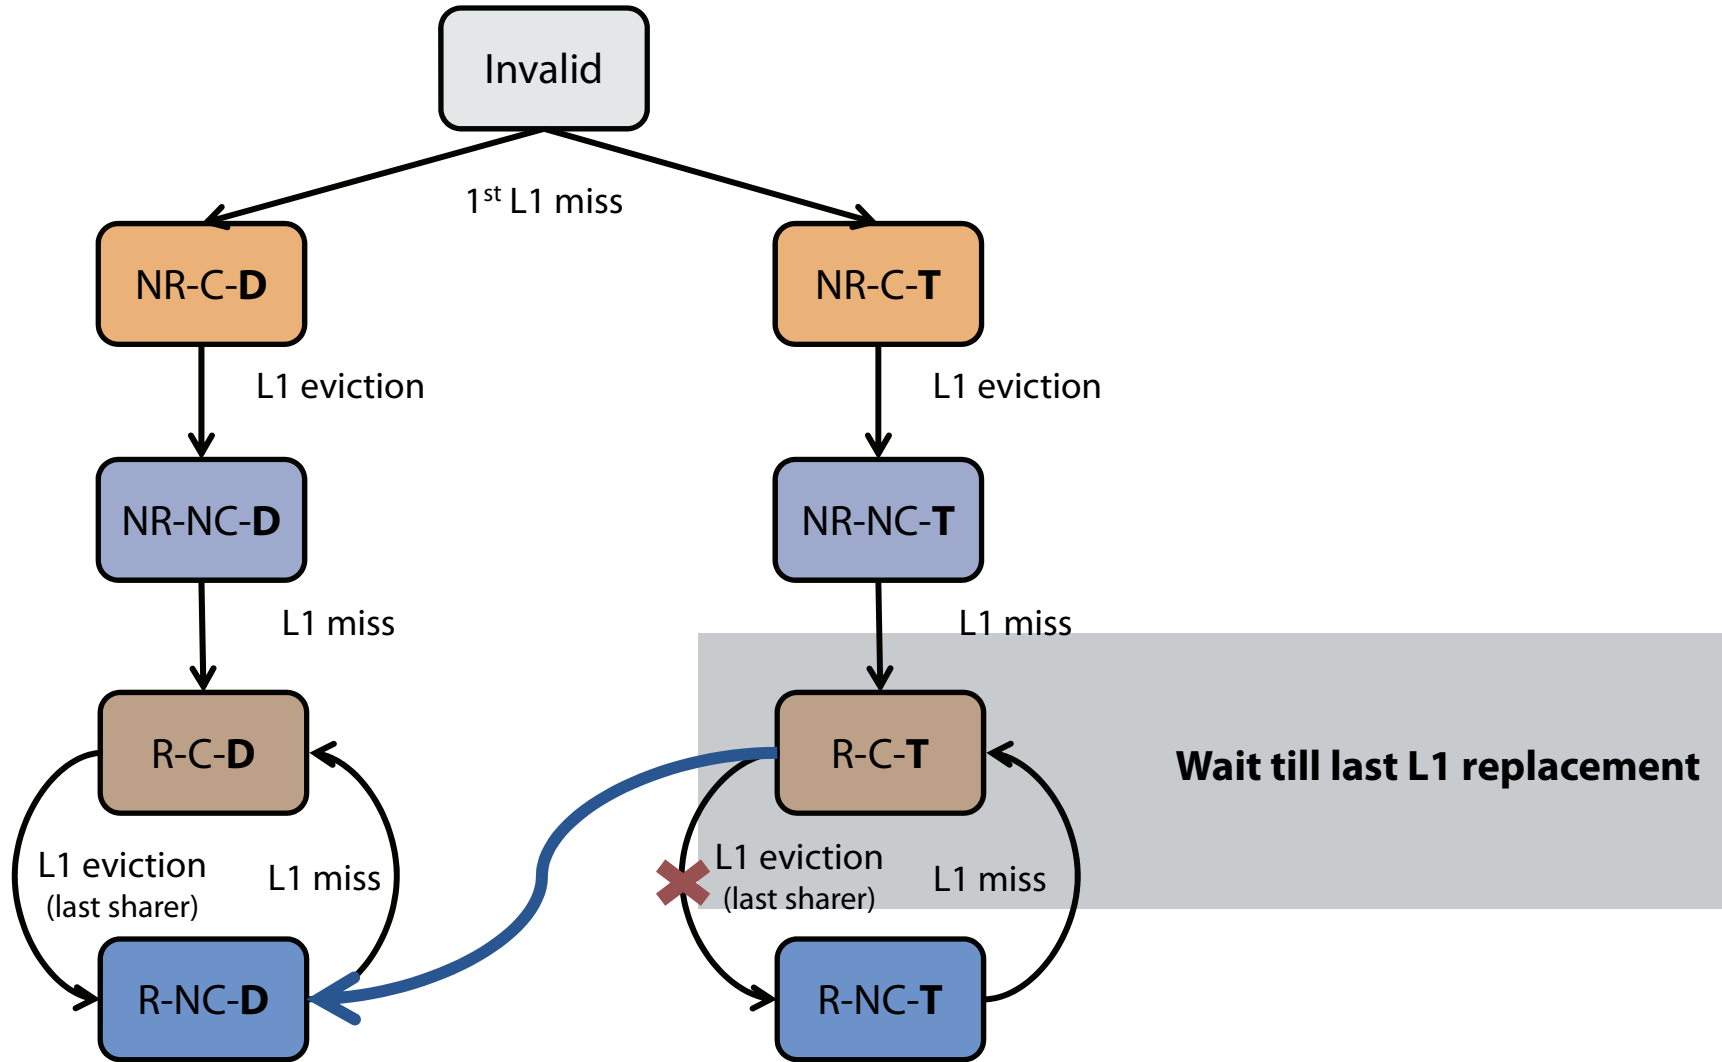 Invalid
1st L1 miss
NR-C-D
NR-C-T
L1 eviction
L1 eviction
NR-NC-D
NR-NC-T
L1 miss
L1 miss
R-C-D
R-C-T
Wait till last L1 replacement
L1 eviction
(last sharer)
L1 miss
L1 eviction
(last sharer)
L1 miss
R-NC-D
R-NC-T